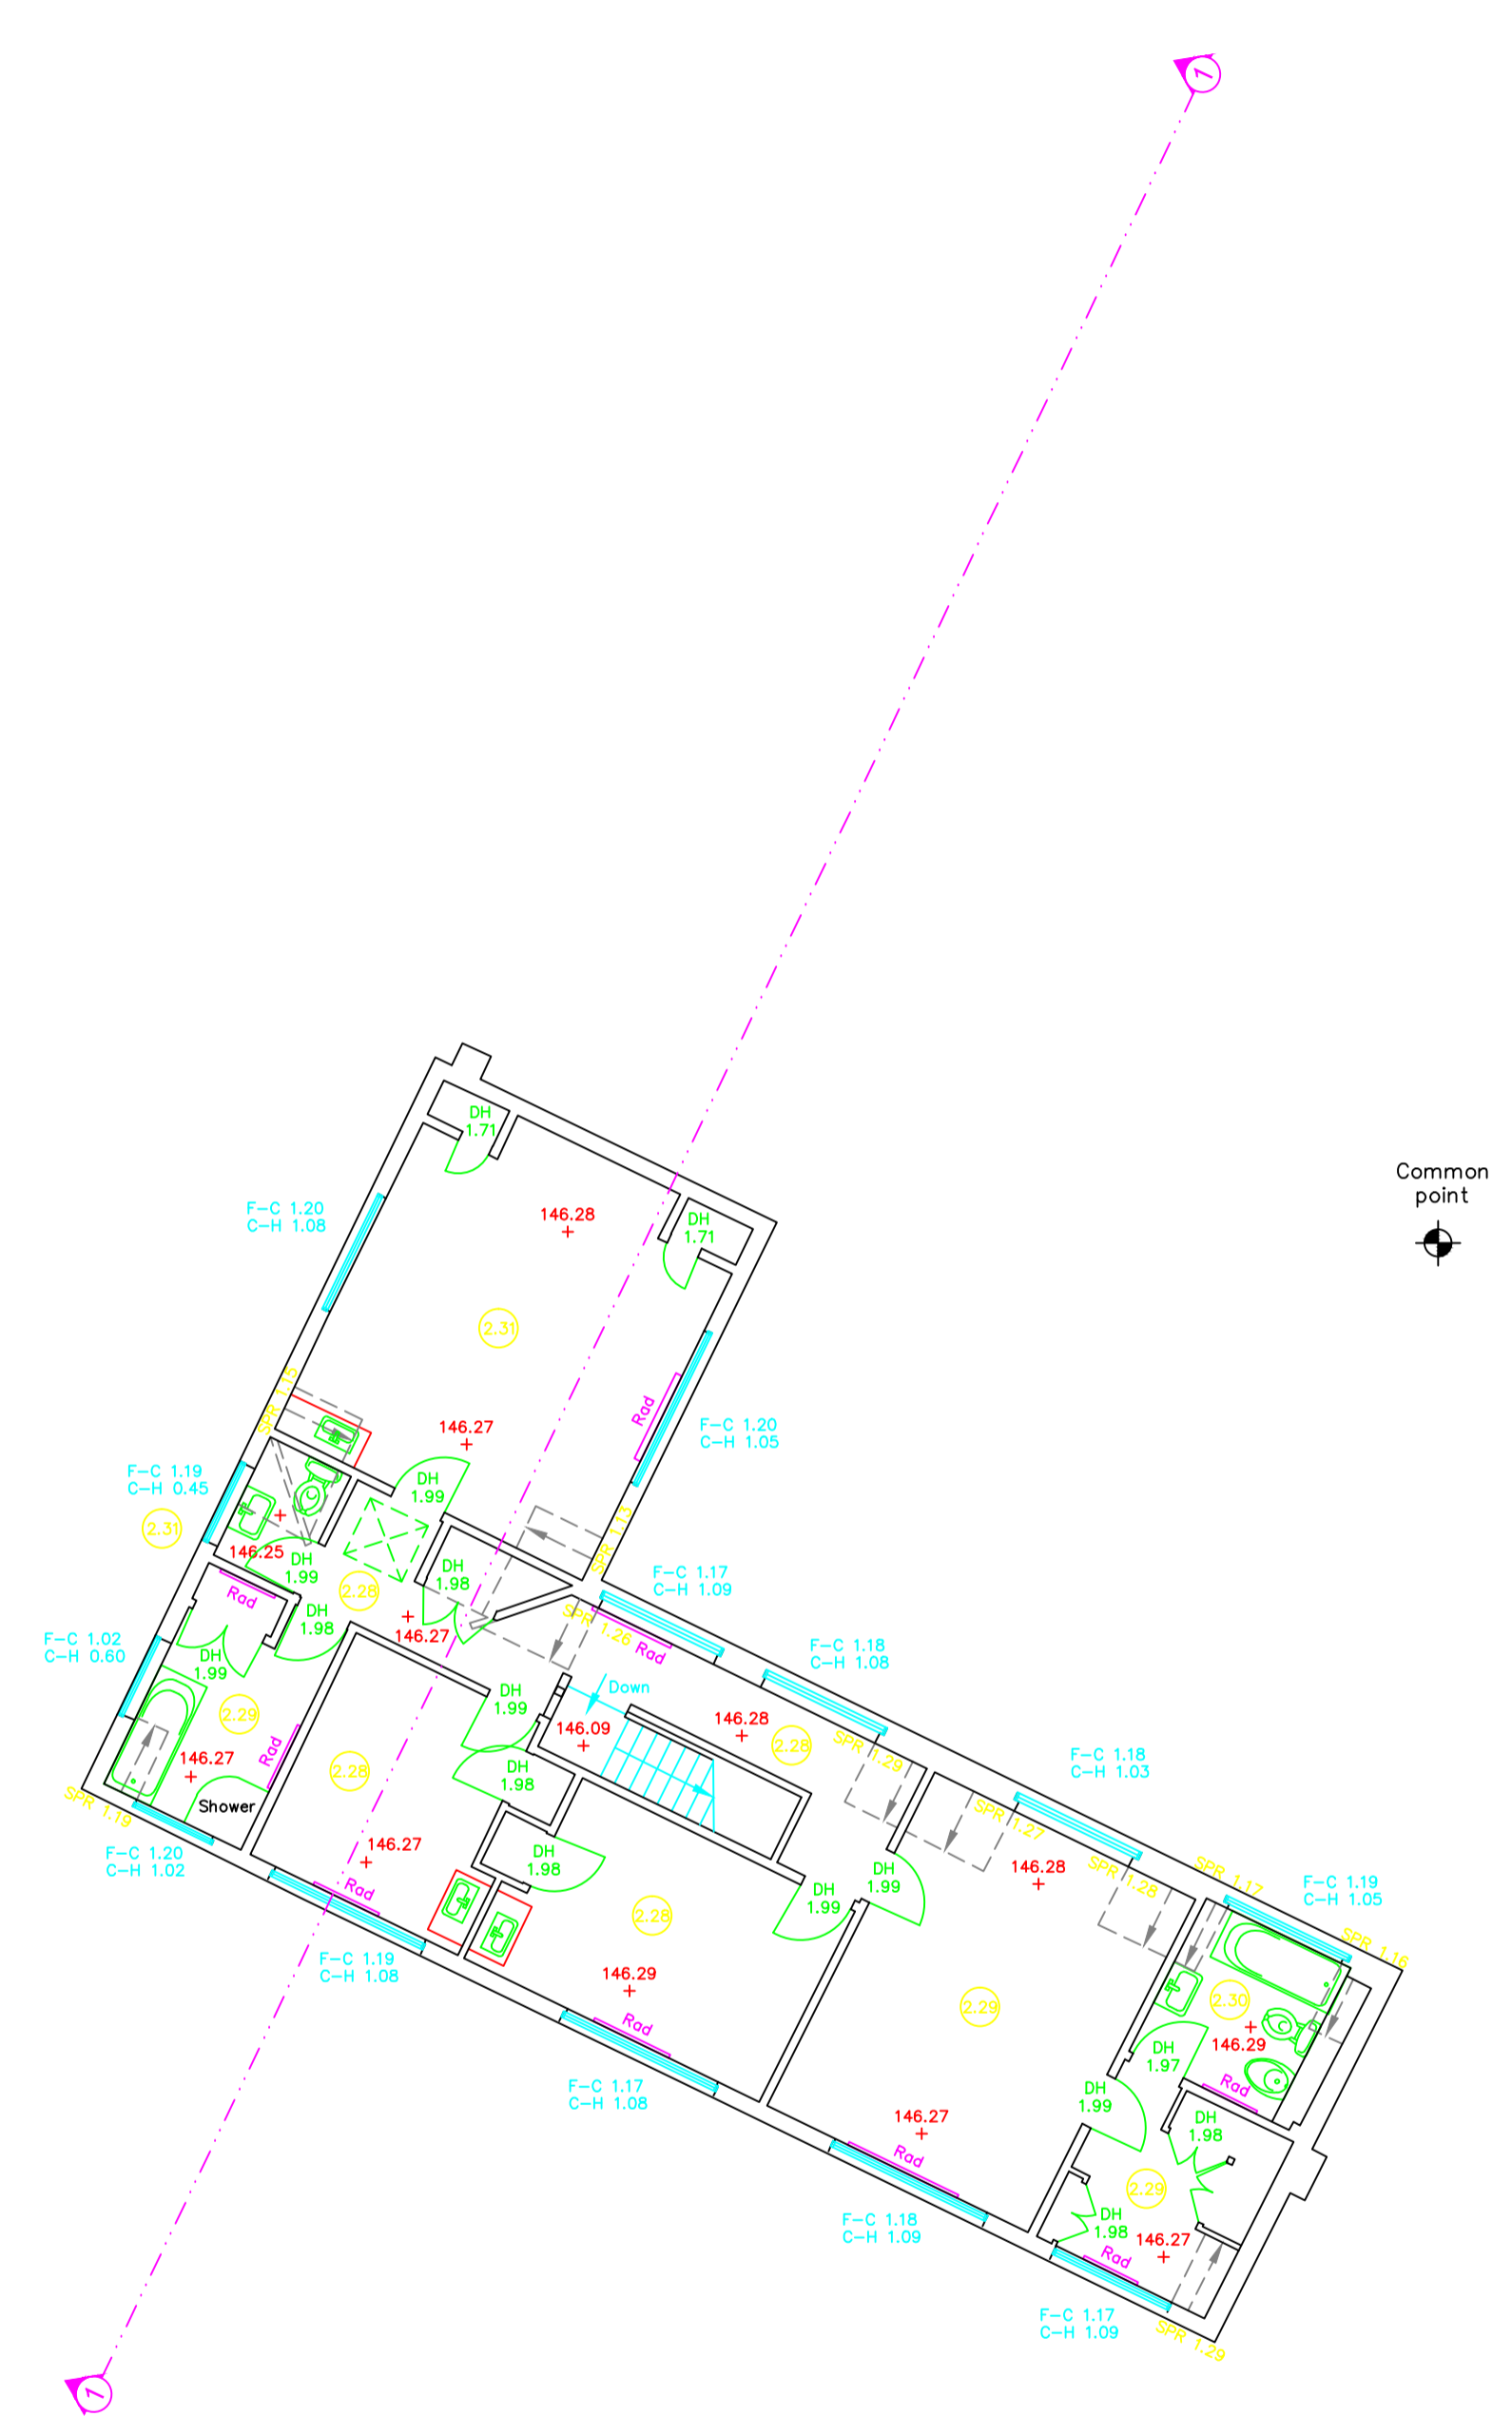 1
Common
point
DH
1.71
F-C 1.20
C-H 1.08
146.28
DH
1.71
2.31
SPR 1.15
Rad
146.27
F-C 1.20
C-H 1.05
F-C 1.19
C-H 0.45
DH
1.99
2.31
SPR 1.13
146.25
DH
1.99
DH
1.98
F-C 1.17
C-H 1.09
2.28
Rad
DH
1.98
146.27
SPR 1.26
Rad
F-C 1.02
C-H 0.60
DH
1.99
F-C 1.18
C-H 1.08
Down
DH
1.99
2.29
146.09
146.28
2.28
SPR 1.29
Rad
146.27
2.28
DH
1.98
F-C 1.18
C-H 1.03
SPR 1.19
Shower
SPR 1.27
F-C 1.20
C-H 1.02
146.27
DH
1.98
DH
1.99
146.28
SPR 1.28
SPR 1.17
F-C 1.19
C-H 1.05
Rad
2.28
DH
1.99
SPR 1.16
F-C 1.19
C-H 1.08
146.29
2.29
2.30
146.29
Rad
DH
1.97
F-C 1.17
C-H 1.08
DH
1.99
Rad
146.27
DH
1.98
Rad
2.29
F-C 1.18
C-H 1.09
DH
1.98
146.27
Rad
F-C 1.17
C-H 1.09
SPR 1.29
1